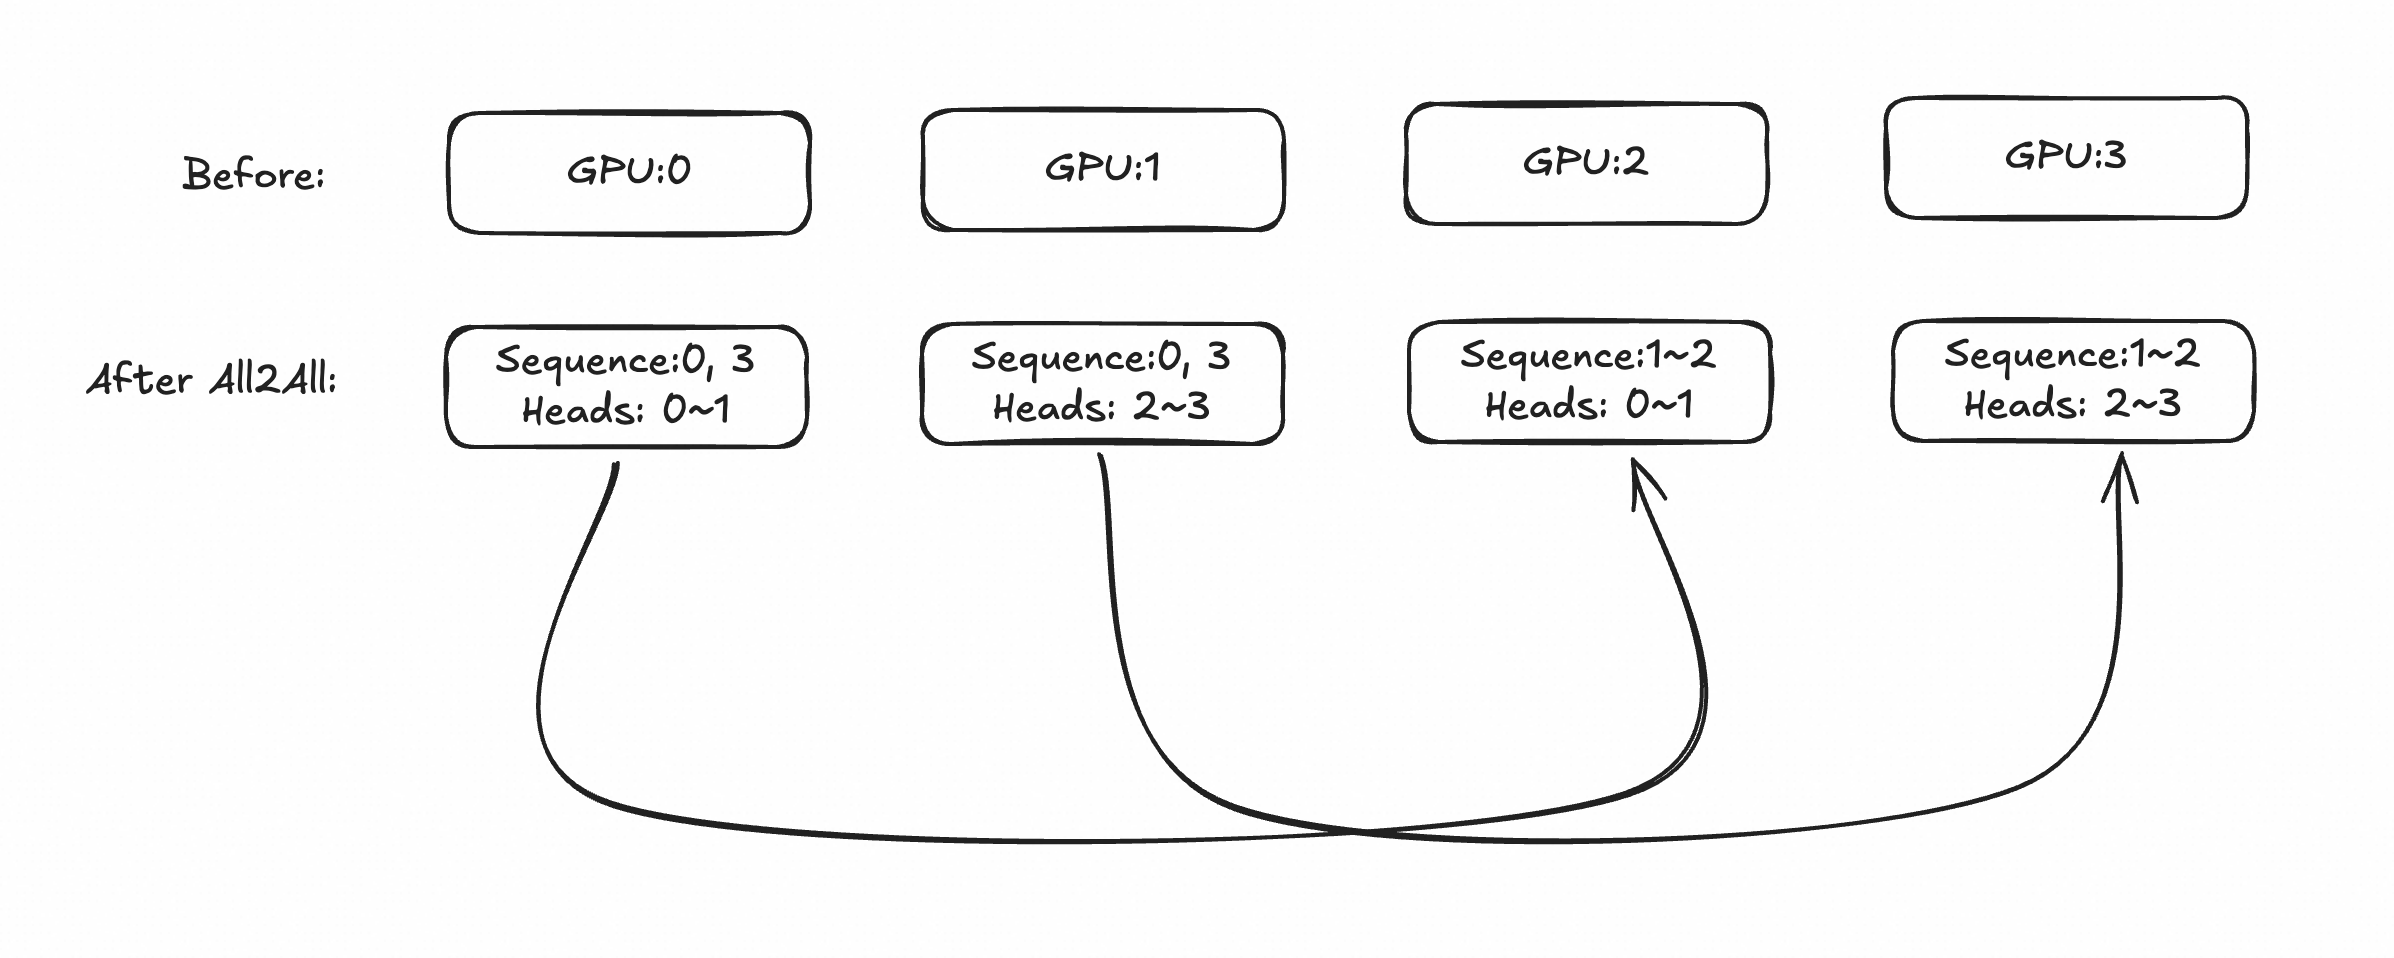 Before:
GPU:0
GPU:1
GPU:2
GPU:3
After All2All:
Sequence:0, 3
Heads: 0~1
Sequence:0, 3
Heads: 2~3
Sequence:1~2
Heads: 0~1
Sequence:1~2
Heads: 2~3